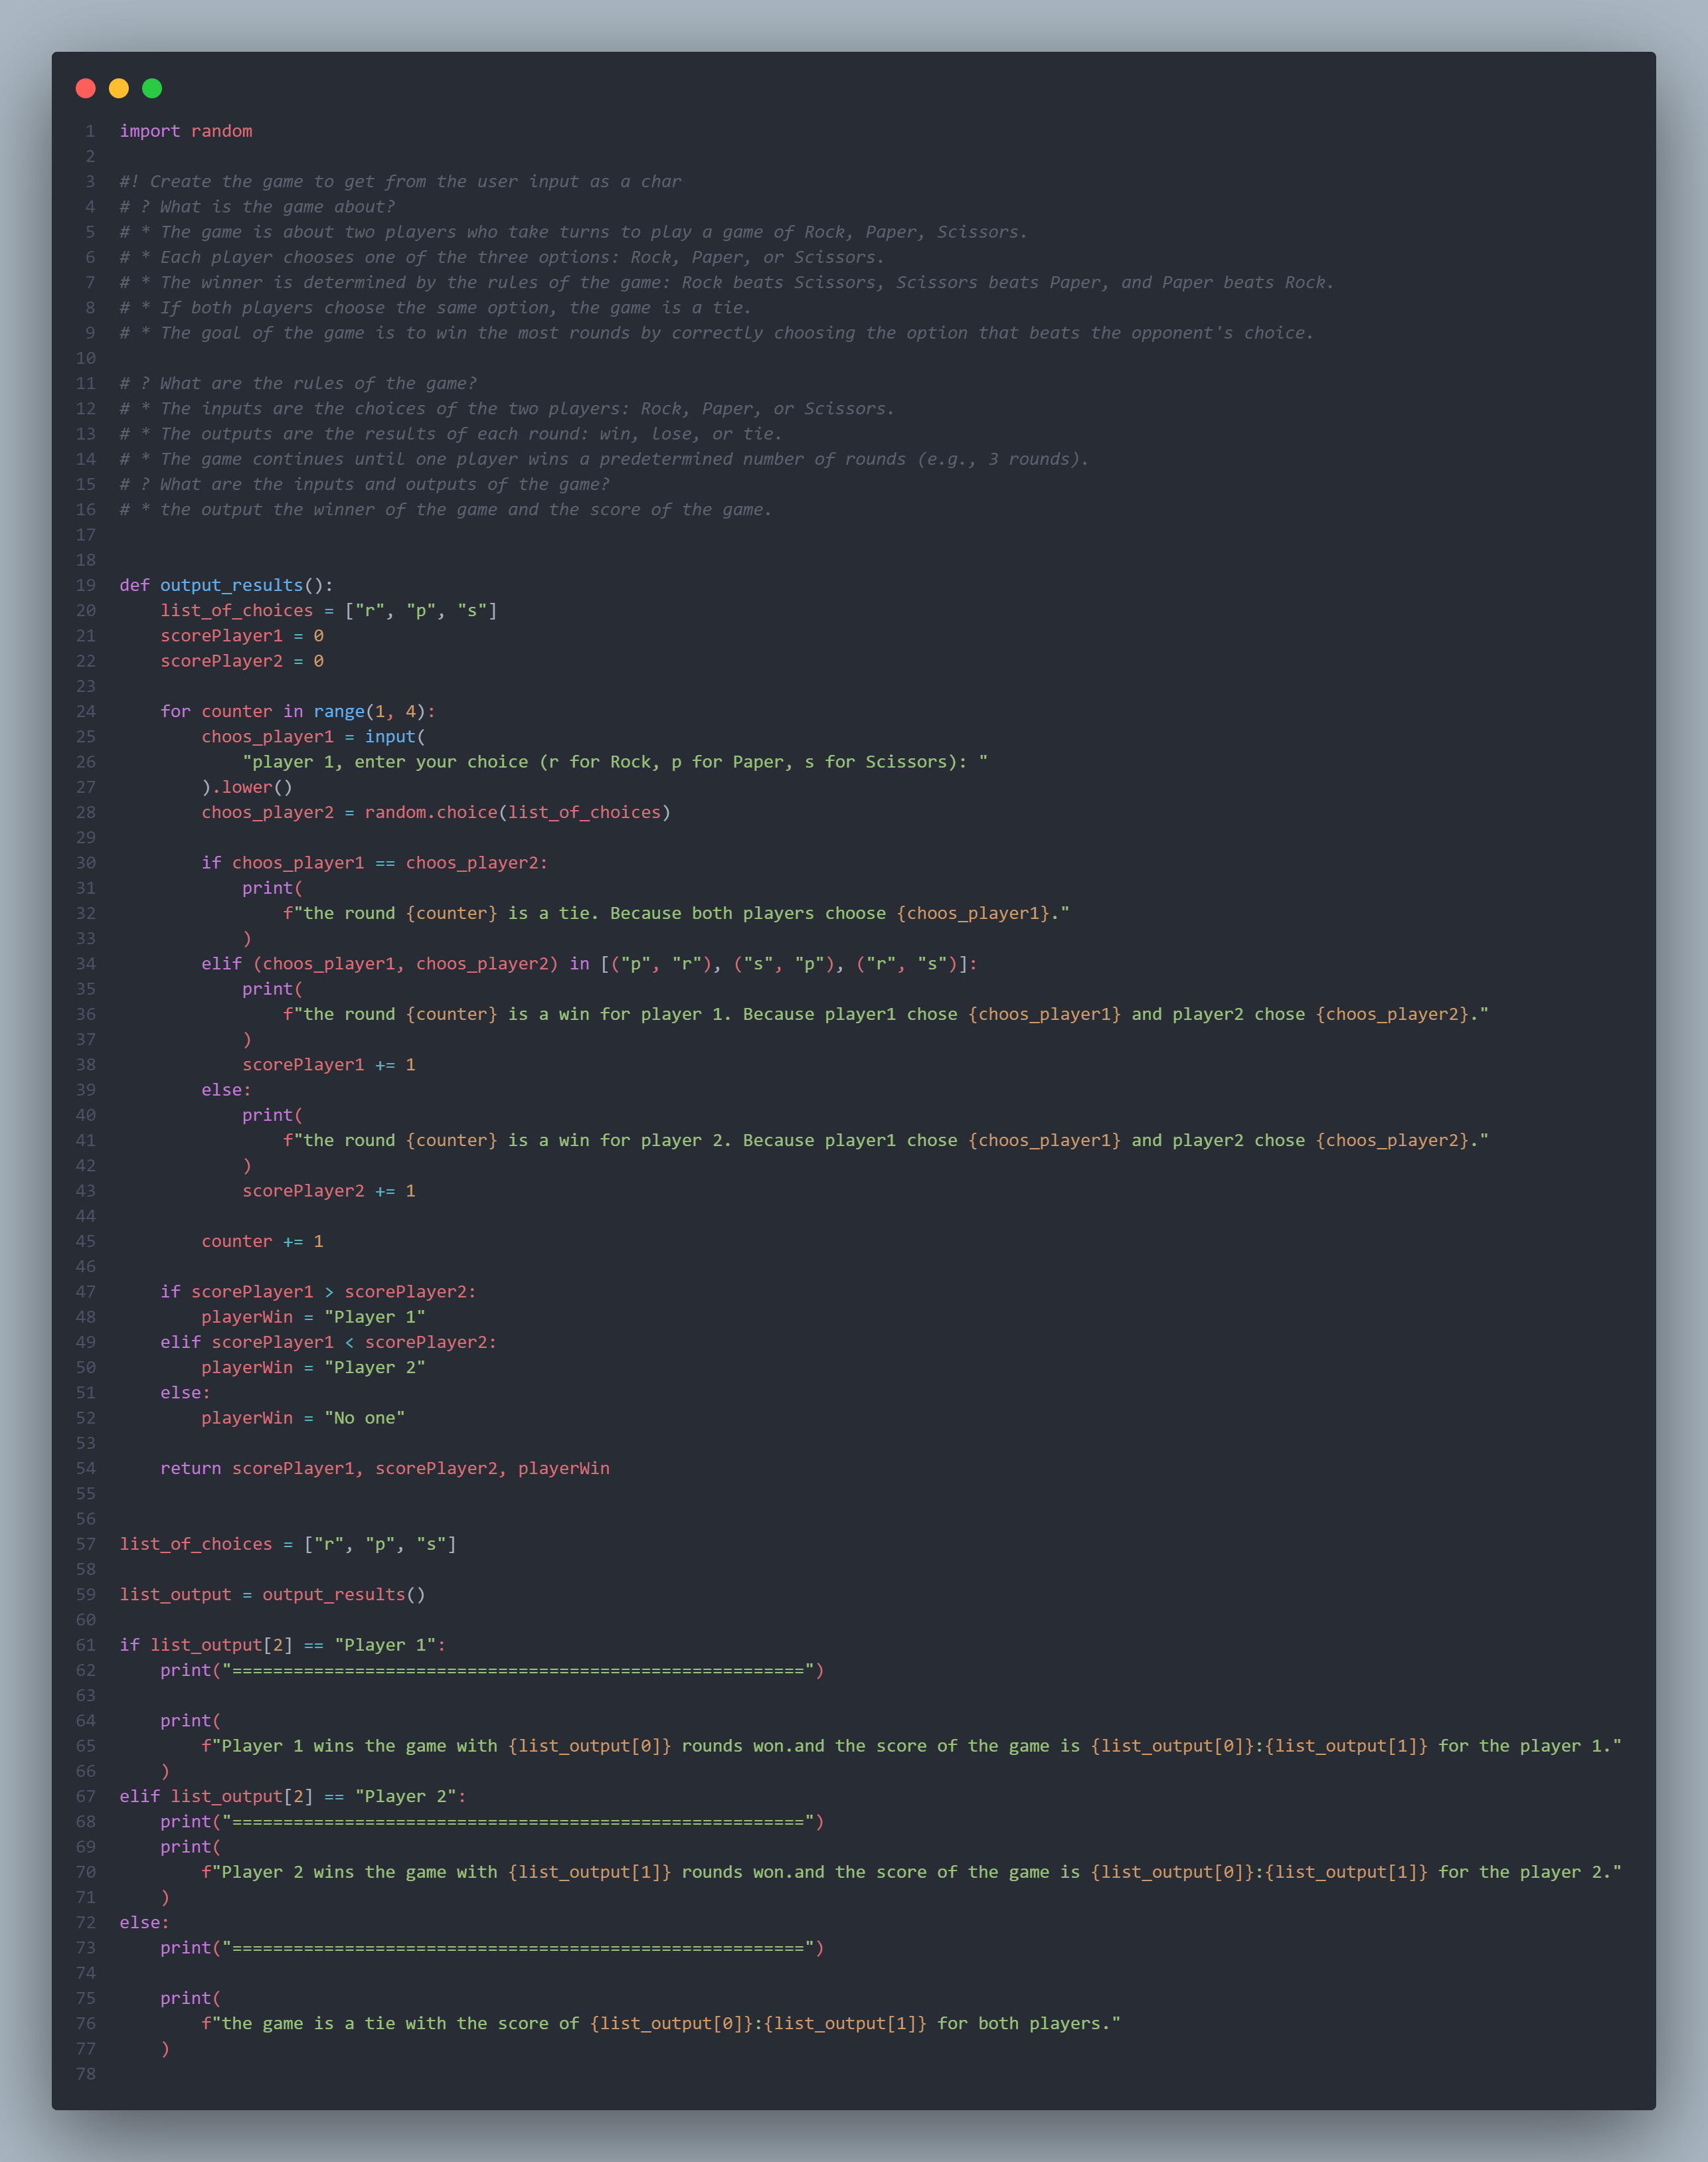 1 import random
2
3 #! Create the game to get from the user input as a char
4 # ? What is the game about?
5 # * The game is about two players who take turns to play a game of Rock, Paper, Scissors.
6 # * Each player chooses one of the three options: Rock, Paper, or Scissors.
7 # * The winner is determined by the rules of the game: Rock beats Scissors, Scissors beats Paper, and Paper beats Rock.
8 # * If both players choose the same option, the game is a tie.
9 # * The goal of the game is to win the most rounds by correctly choosing the option that beats the opponent's choice.
10
11 # ? What are the rules of the game?
12 # * The inputs are the choices of the two players: Rock, Paper, or Scissors.
13 # * The outputs are the results of each round: win, lose, or tie.
14 # * The game continues until one player wins a predetermined number of rounds (e.g., 3 rounds).
15 # ? What are the inputs and outputs of the game?
16 # * the output the winner of the game and the score of the game.
17
18
19 def output_results():
20     list_of_choices = ["r", "p", "s"]
21     scorePlayer1 = 0
22     scorePlayer2 = 0
23
24     for counter in range(1, 4):
25         choos_player1 = input(
26             "player 1, enter your choice (r for Rock, p for Paper, s for Scissors): "
27         ).lower()
28         choos_player2 = random.choice(list_of_choices)
29
30         if choos_player1 == choos_player2:
31             print(
32                 f"the round {counter} is a tie. Because both players choose {choos_player1}."
33             )
34         elif (choos_player1, choos_player2) in [("p", "r"), ("s", "p"), ("r", "s")]:
35             print(
36                 f"the round {counter} is a win for player 1. Because player1 chose {choos_player1} and player2 chose {choos_player2}."
37             )
38             scorePlayer1 += 1
39         else:
40             print(
41                 f"the round {counter} is a win for player 2. Because player1 chose {choos_player1} and player2 chose {choos_player2}."
42             )
43             scorePlayer2 += 1
44
45         counter += 1
46
47     if scorePlayer1 > scorePlayer2:
48         playerWin = "Player 1"
49     elif scorePlayer1 < scorePlayer2:
50         playerWin = "Player 2"
51     else:
52         playerWin = "No one"
53
54     return scorePlayer1, scorePlayer2, playerWin
55
56
57 list_of_choices = ["r", "p", "s"]
58
59 list_output = output_results()
60
61 if list_output[2] == "Player 1":
62     print("========================================================")
63
64     print(
65         f"Player 1 wins the game with {list_output[0]} rounds won.and the score of the game is {list_output[0]}:{list_output[1]} for the player 1."
66     )
67 elif list_output[2] == "Player 2":
68     print("========================================================")
69     print(
70         f"Player 2 wins the game with {list_output[1]} rounds won.and the score of the game is {list_output[0]}:{list_output[1]} for the player 2."
71     )
72 else:
73     print("========================================================")
74
75     print(
76         f"the game is a tie with the score of {list_output[0]}:{list_output[1]} for both players."
77     )
78